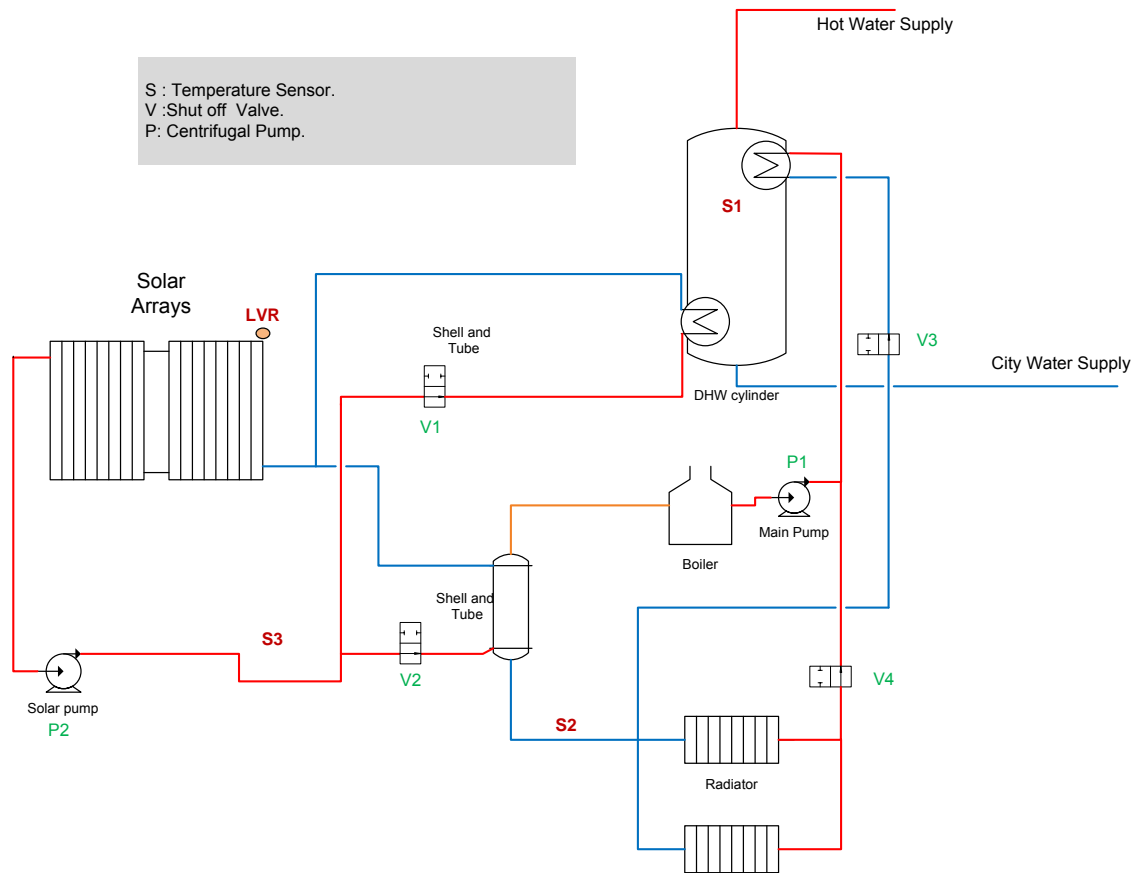 Hot Water Supply
S : Temperature Sensor.
V :Shut off  Valve.
P: Centrifugal Pump.
S1
Solar
Arrays
LVR
Shell and
Tube
V3
City Water Supply
DHW cylinder
V1
P1
Main Pump
Boiler
Shell and
Tube
S3
V2
V4
Solar pump
P2
S2
Radiator